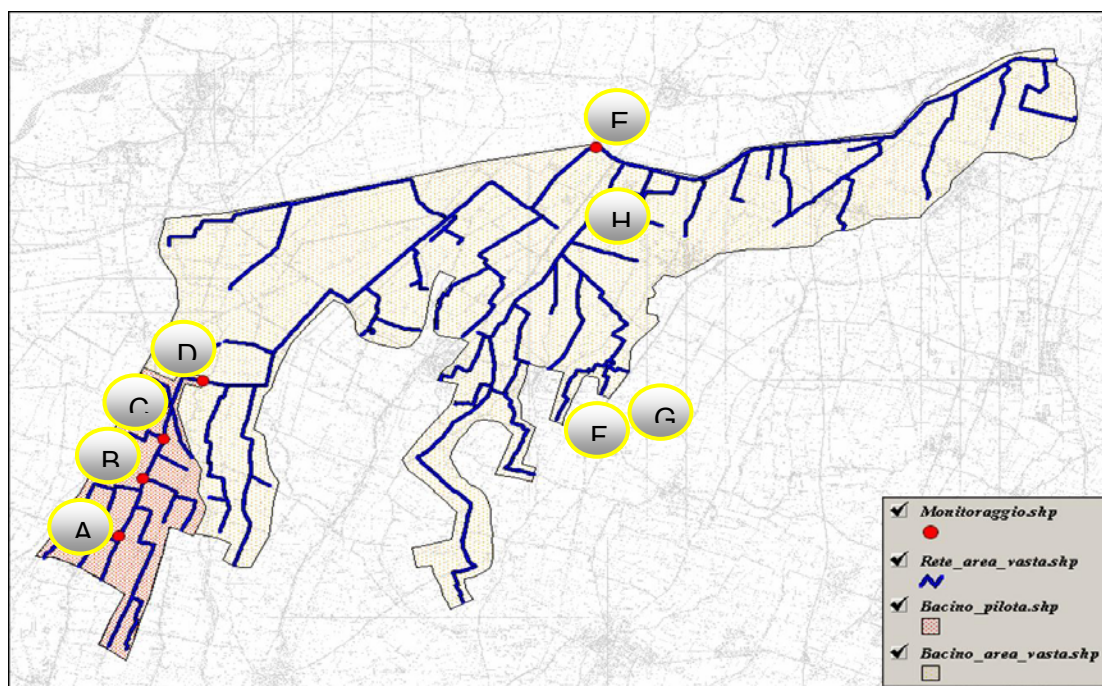 H
D
C
G
B
A
Monitoraggio.shp
Rete_area_vasta.shp
Bacino_pilota.shp
Bacino_area_vasta.shp